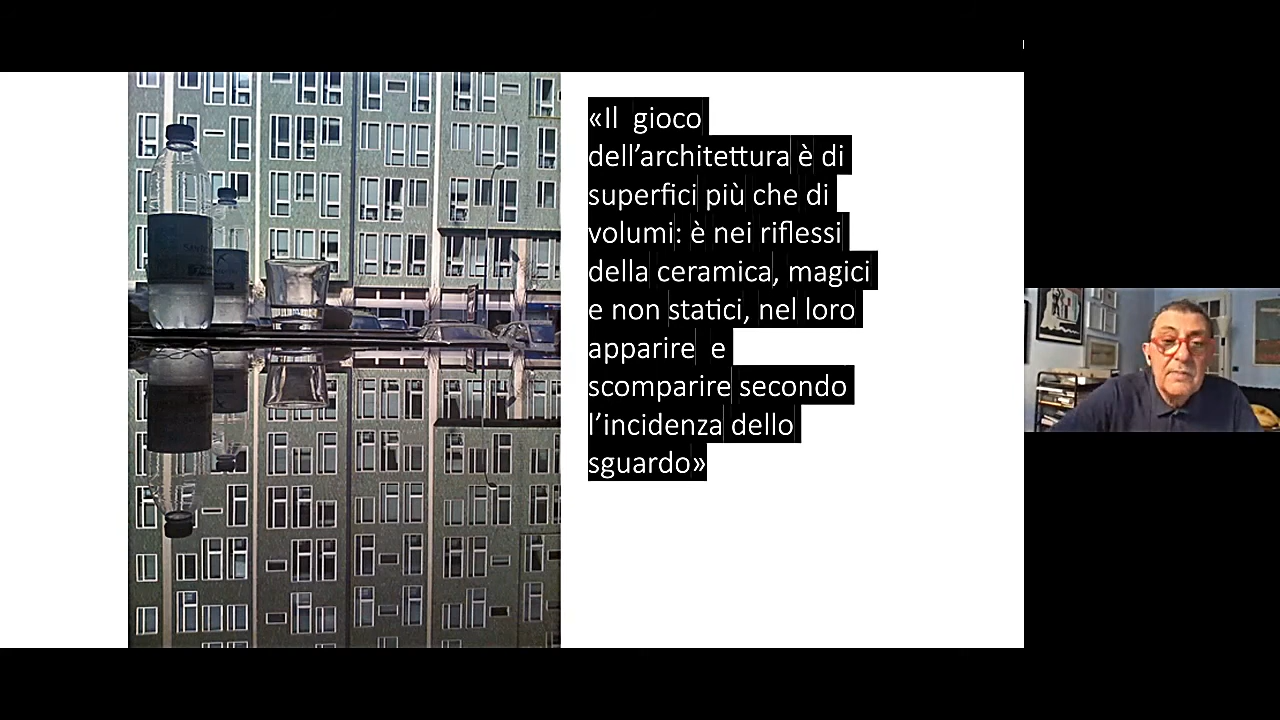 «Il gioco
dell’architettura è di
superfici più che di
volumi: è nei riflessi
della ceramica, magici
e non statici, nel loro
apparire e
scomparire secondo
l’incidenza dello
sguardo»